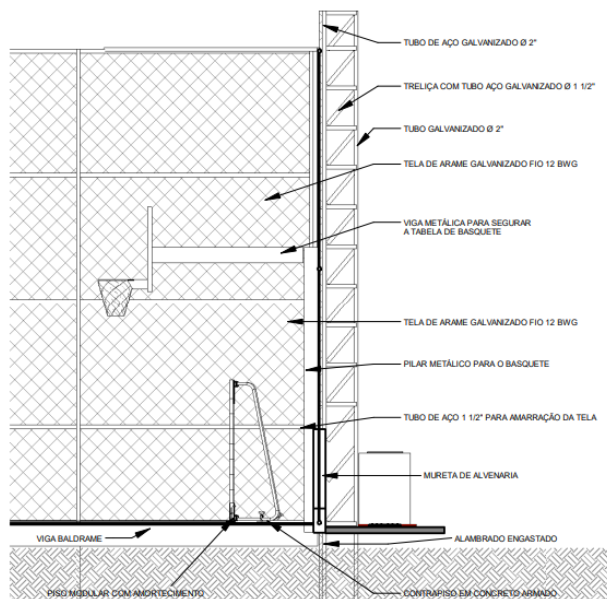 TUBO DE AÇO GALVANIZADO Ø 2"
TRELIÇA COM TUBO AÇO GALVANIZADO Ø 1 1/2"
TUBO GALVANIZADO Ø 2"
TELA DE ARAME GALVANIZADO FIO 12 BWG
VIGA METÁLICA PARA SEGURAR
A TABELA DE BASQUETE
TELA DE ARAME GALVANIZADO FIO 12 BWG
PILAR METÁLICO PARA O BASQUETE
TUBO DE AÇO 1 1/2" PARA AMARRAÇÃO DA TELA
MURETA DE ALVENARIA
VIGA BALDRAME
ALAMBRADO ENGASTADO
PISO MODULAR COM AMORTECIMENTO
CONTRAPISO EM CONCRETO ARMADO